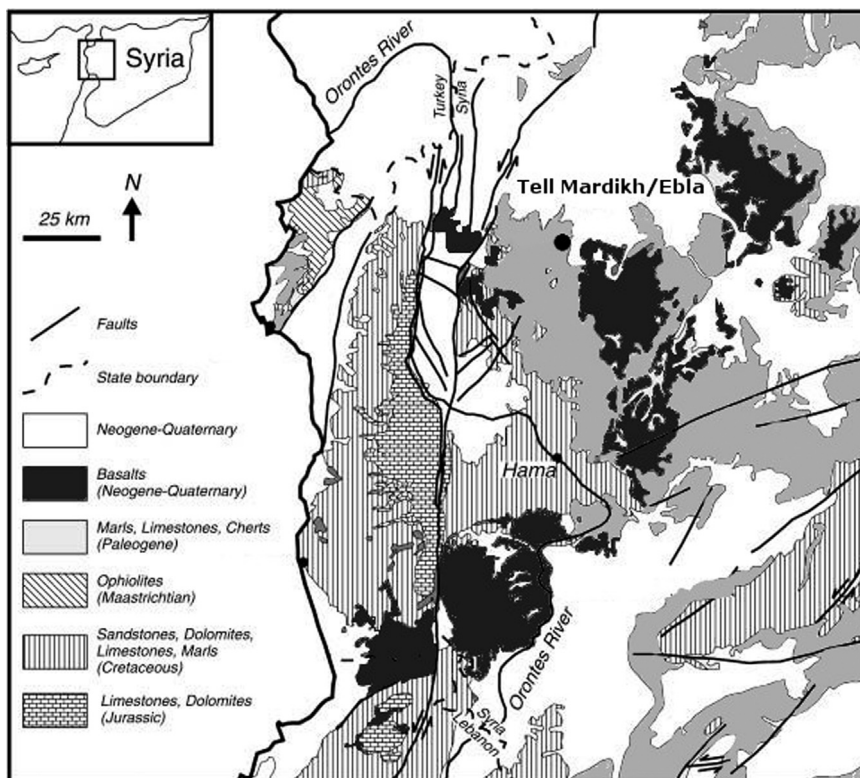 Syria
Orontes River
Turkey
Syria
N
25 km
Tell Mardikh/Ebla
Faults
State boundary
Neogene-Quaternary
Basalts
(Neogene-Quaternary)
Marls, Limestones, Cherts
(Paleogene)
Ophiolites
(Maastrichtian)
Sandstones, Dolomites,
Limestones, Marls
(Cretaceous)
Limestones, Dolomites
(Jurassic)
Hama
Orontes River
Syria
Lebanon